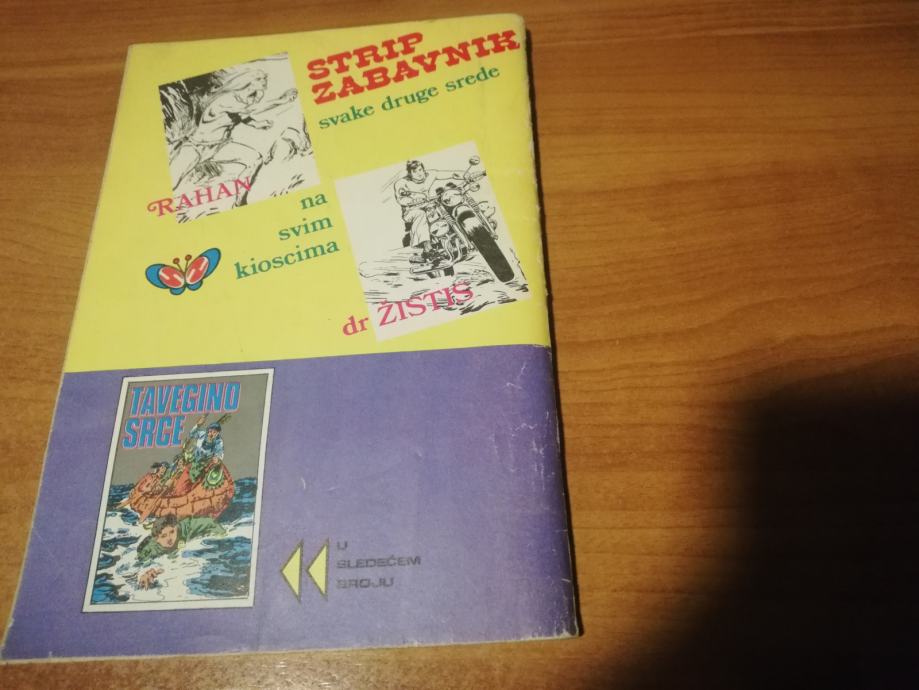 STRIP
ZABAVNIK
svake druge srede
RAHAN
na
svim
kioscima
dr ŽISTIS
TAVEGINO
SRCE
U
SLEDEĆEM
BROJU